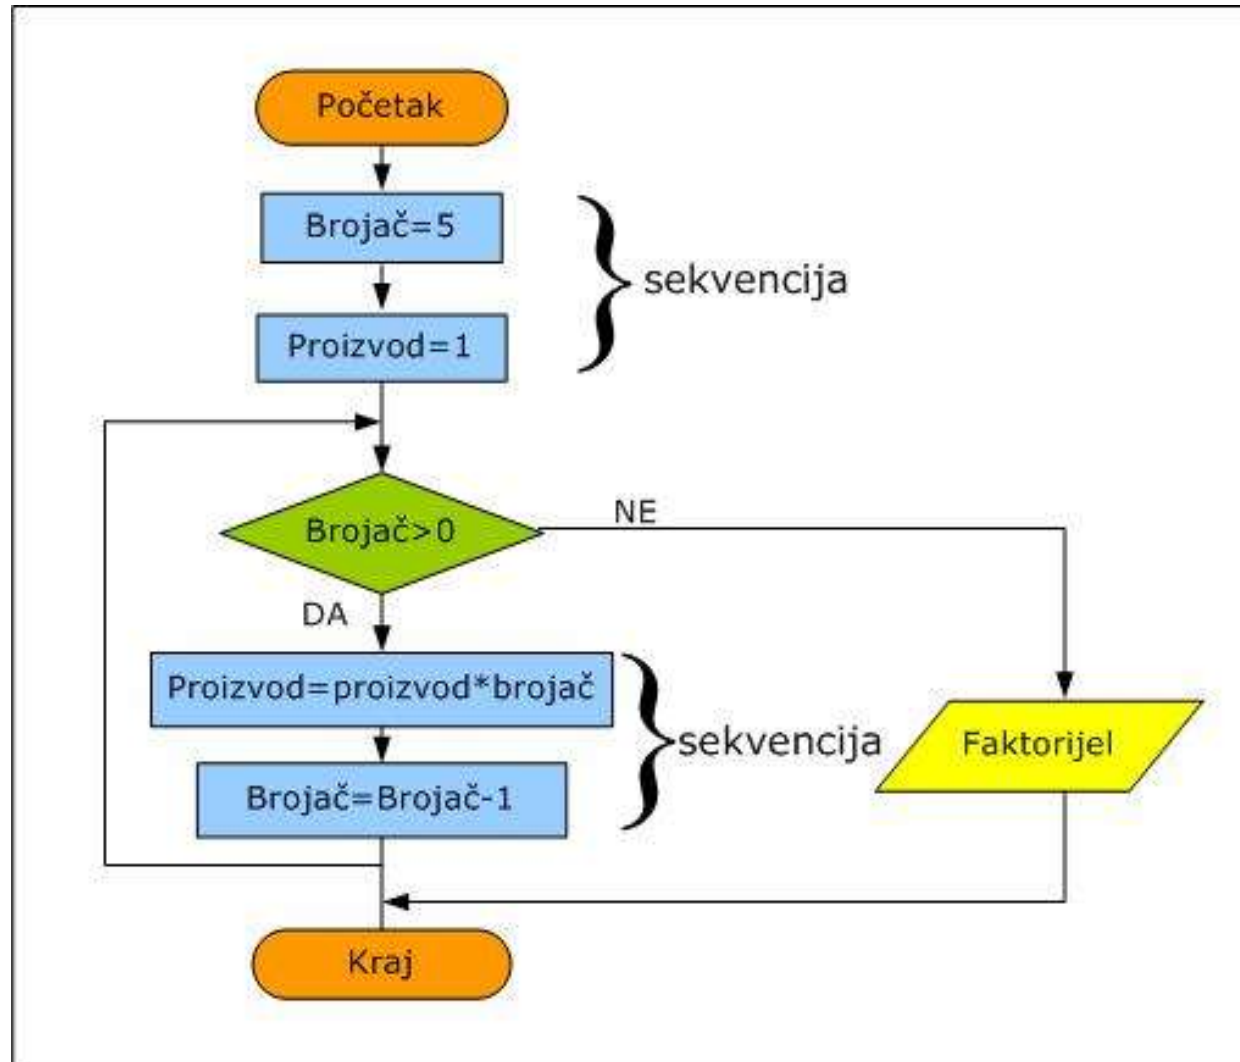 Početak
Brojač=5
sekvencija
Proizvod=1
Brojač>0
NE
DA
Proizvod=proizvod*brojač
sekvencija
Faktorijel
Brojač=Brojač-1
Kraj